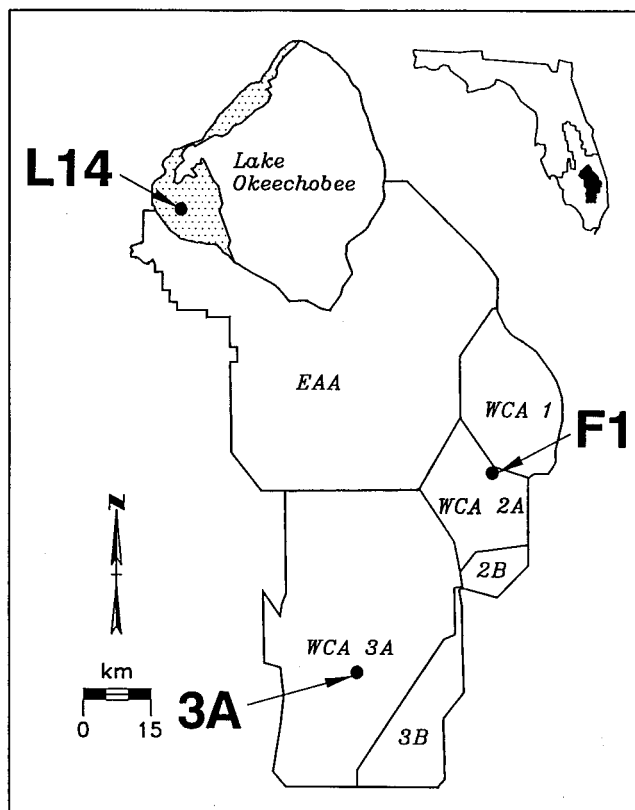 L14
Lake
Okeechobee
EAA
WCA 1
F1
WCA 2A
2B
N
WCA 3A
km
0 15
3A
3B